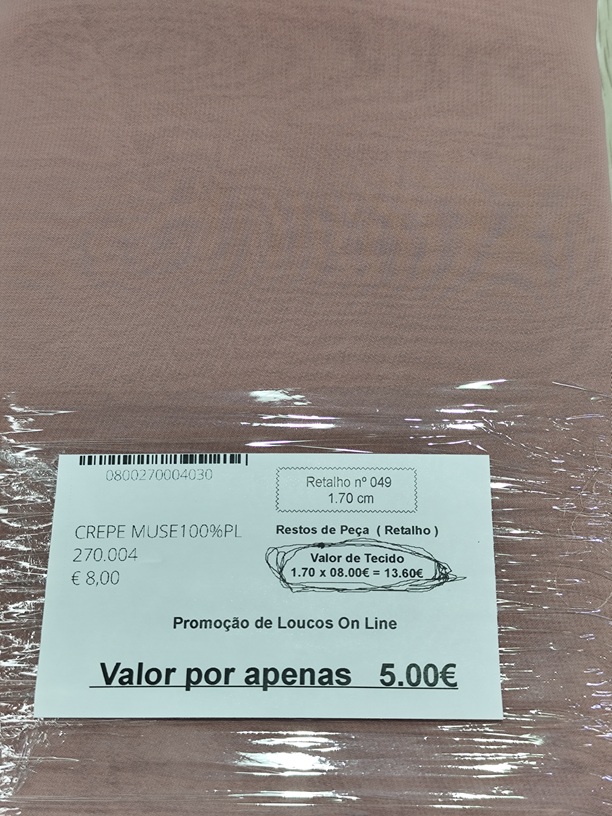 0800270004030
Retalho nº 049
1.70 cm
CREPE MUSE100%PL
270.004
€ 8,00
Restos de Peça ( Retalho )
Valor de Tecido
1.70 x 08.00€ = 13.60€
Promoção de Loucos On Line
Valor por apenas 5.00€